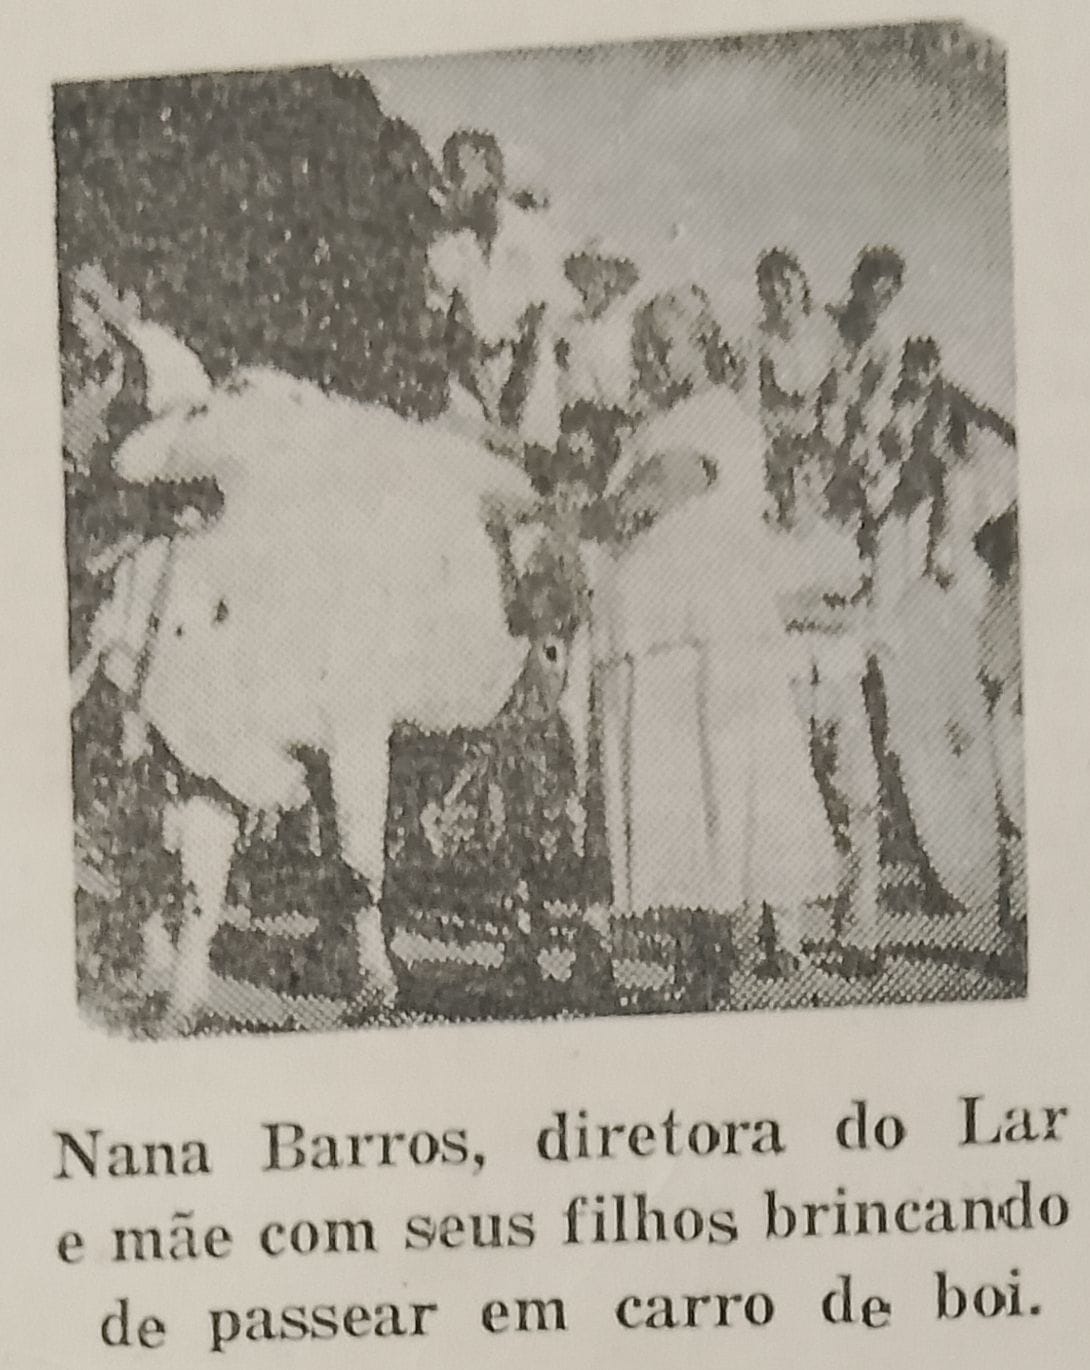 Nana Barros, diretora do Lar
e mãe com seus filhos brincando
de passear em carro de boi.